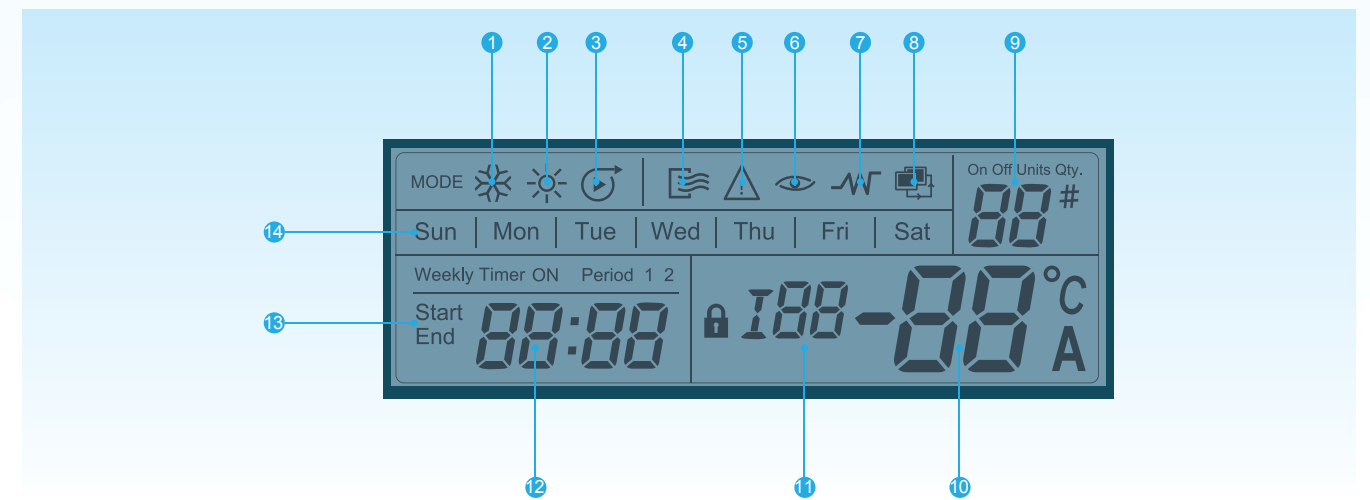 1 2 3 4 5 6 7 8 9
MODE
On Off Units Qty.
88 #
14
Sun Mon Tue Wed Thu Fri Sat
Weekly Timer ON Period 1 2
13
Start
End
88:88
I88
-88
°C
A
12 11 10